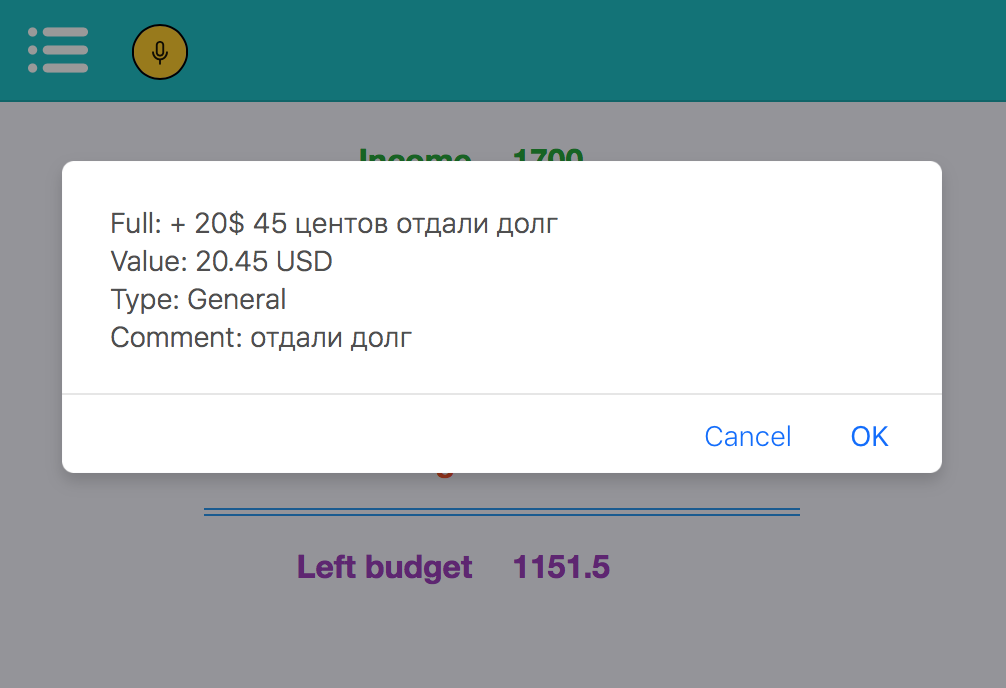 Income 1700
Full: + 20$ 45 центов отдали долг
Value: 20.45 USD
Type: General
Comment: отдали долг
Cancel OK
Left budget 1151.5